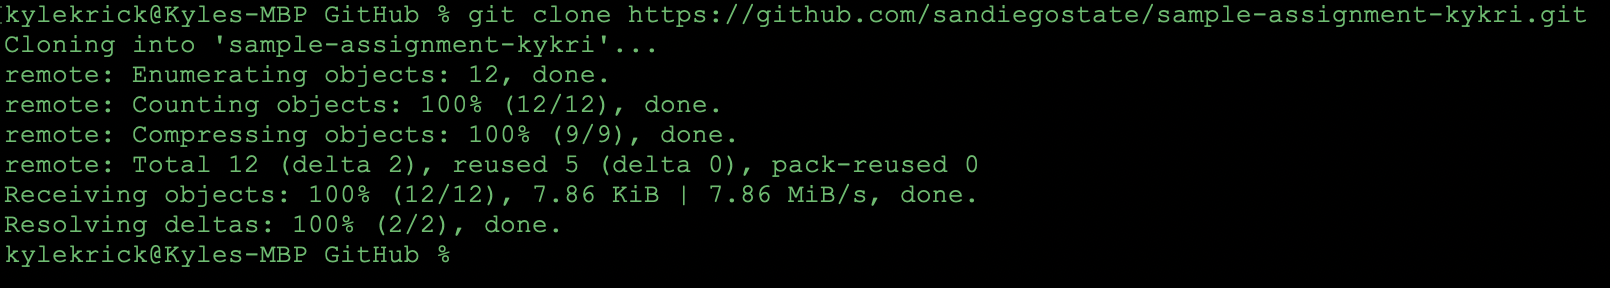 kylekrick@Kyles-MBP GitHub % git clone https://github.com/sandiegostate/sample-assignment-kykri.git
Cloning into 'sample-assignment-kykri'...
remote: Enumerating objects: 12, done.
remote: Counting objects: 100% (12/12), done.
remote: Compressing objects: 100% (9/9), done.
remote: Total 12 (delta 2), reused 5 (delta 0), pack-reused 0
Receiving objects: 100% (12/12), 7.86 KiB | 7.86 MiB/s, done.
Resolving deltas: 100% (2/2), done.
kylekrick@Kyles-MBP GitHub %